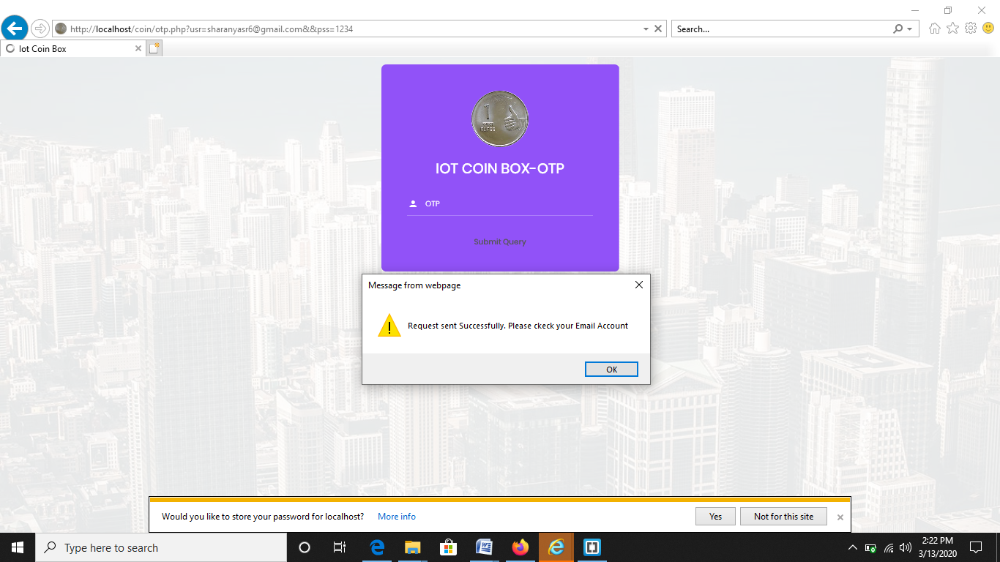 http://localhost/coin/otp.php?usr=sharanyasr6@gmail.com&&pss=1234
Search...
Iot Coin Box
1
RUPEE
IOT COIN BOX-OTP
OTP
Submit Query
Message from webpage
Request sent Successfully. Please ckeck your Email Account
OK
Would you like to store your password for localhost? More info Yes Not for this site
Type here to search
2:22 PM
3/13/2020